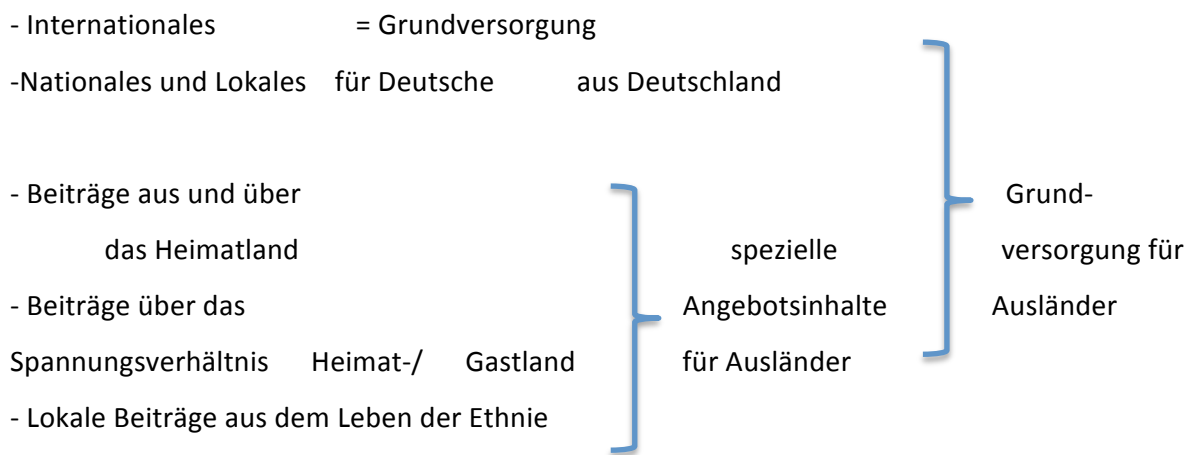 - Internationales = Grundversorgung
-Nationales und Lokales für Deutsche aus Deutschland
- Beiträge aus und über Grund-
das Heimatland spezielle versorgung für
- Beiträge über das Angebotsinhalte Ausländer
Spannungsverhältnis Heimat-/ Gastland für Ausländer
- Lokale Beiträge aus dem Leben der Ethnie